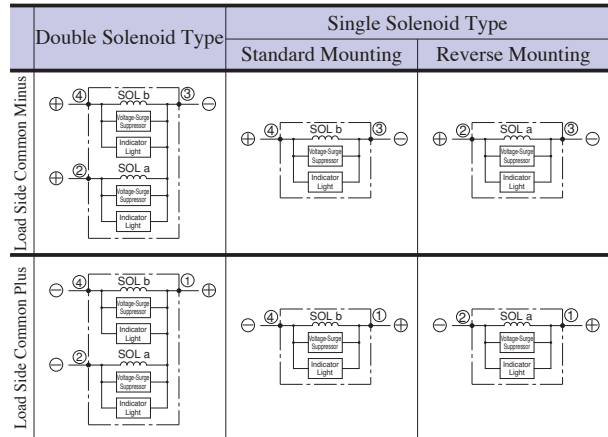 Double Solenoid Type
Single Solenoid Type
Standard Mounting
Reverse Mounting
Load Side Common Minus
⊕ ④ SOL b ③ ⊖
Voltage-Surge
Suppressor
Indicator
Light
⊕ ② SOL a
Voltage-Surge
Suppressor
Indicator
Light
⊕ ④ SOL b ③ ⊖
Voltage-Surge
Suppressor
Indicator
Light
⊕ ② SOL a ③ ⊖
Voltage-Surge
Suppressor
Indicator
Light
Load Side Common Plus
⊖ ④ SOL b ① ⊕
Voltage-Surge
Suppressor
Indicator
Light
⊖ ② SOL a
Voltage-Surge
Suppressor
Indicator
Light
⊖ ④ SOL b ① ⊕
Voltage-Surge
Suppressor
Indicator
Light
⊖ ② SOL a ① ⊕
Voltage-Surge
Suppressor
Indicator
Light